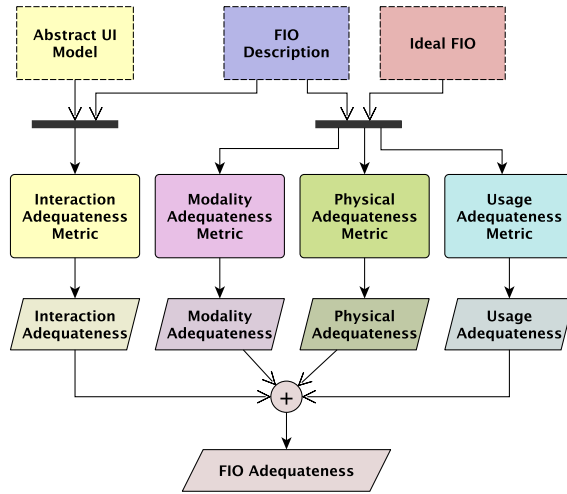 Abstract UI
Model
FIO
Description
Ideal FIO
Interaction
Adequateness
Metric
Modality
Adequateness
Metric
Physical
Adequateness
Metric
Usage
Adequateness
Metric
Interaction
Adequateness
Modality
Adequateness
Physical
Adequateness
Usage
Adequateness
+
FIO Adequateness